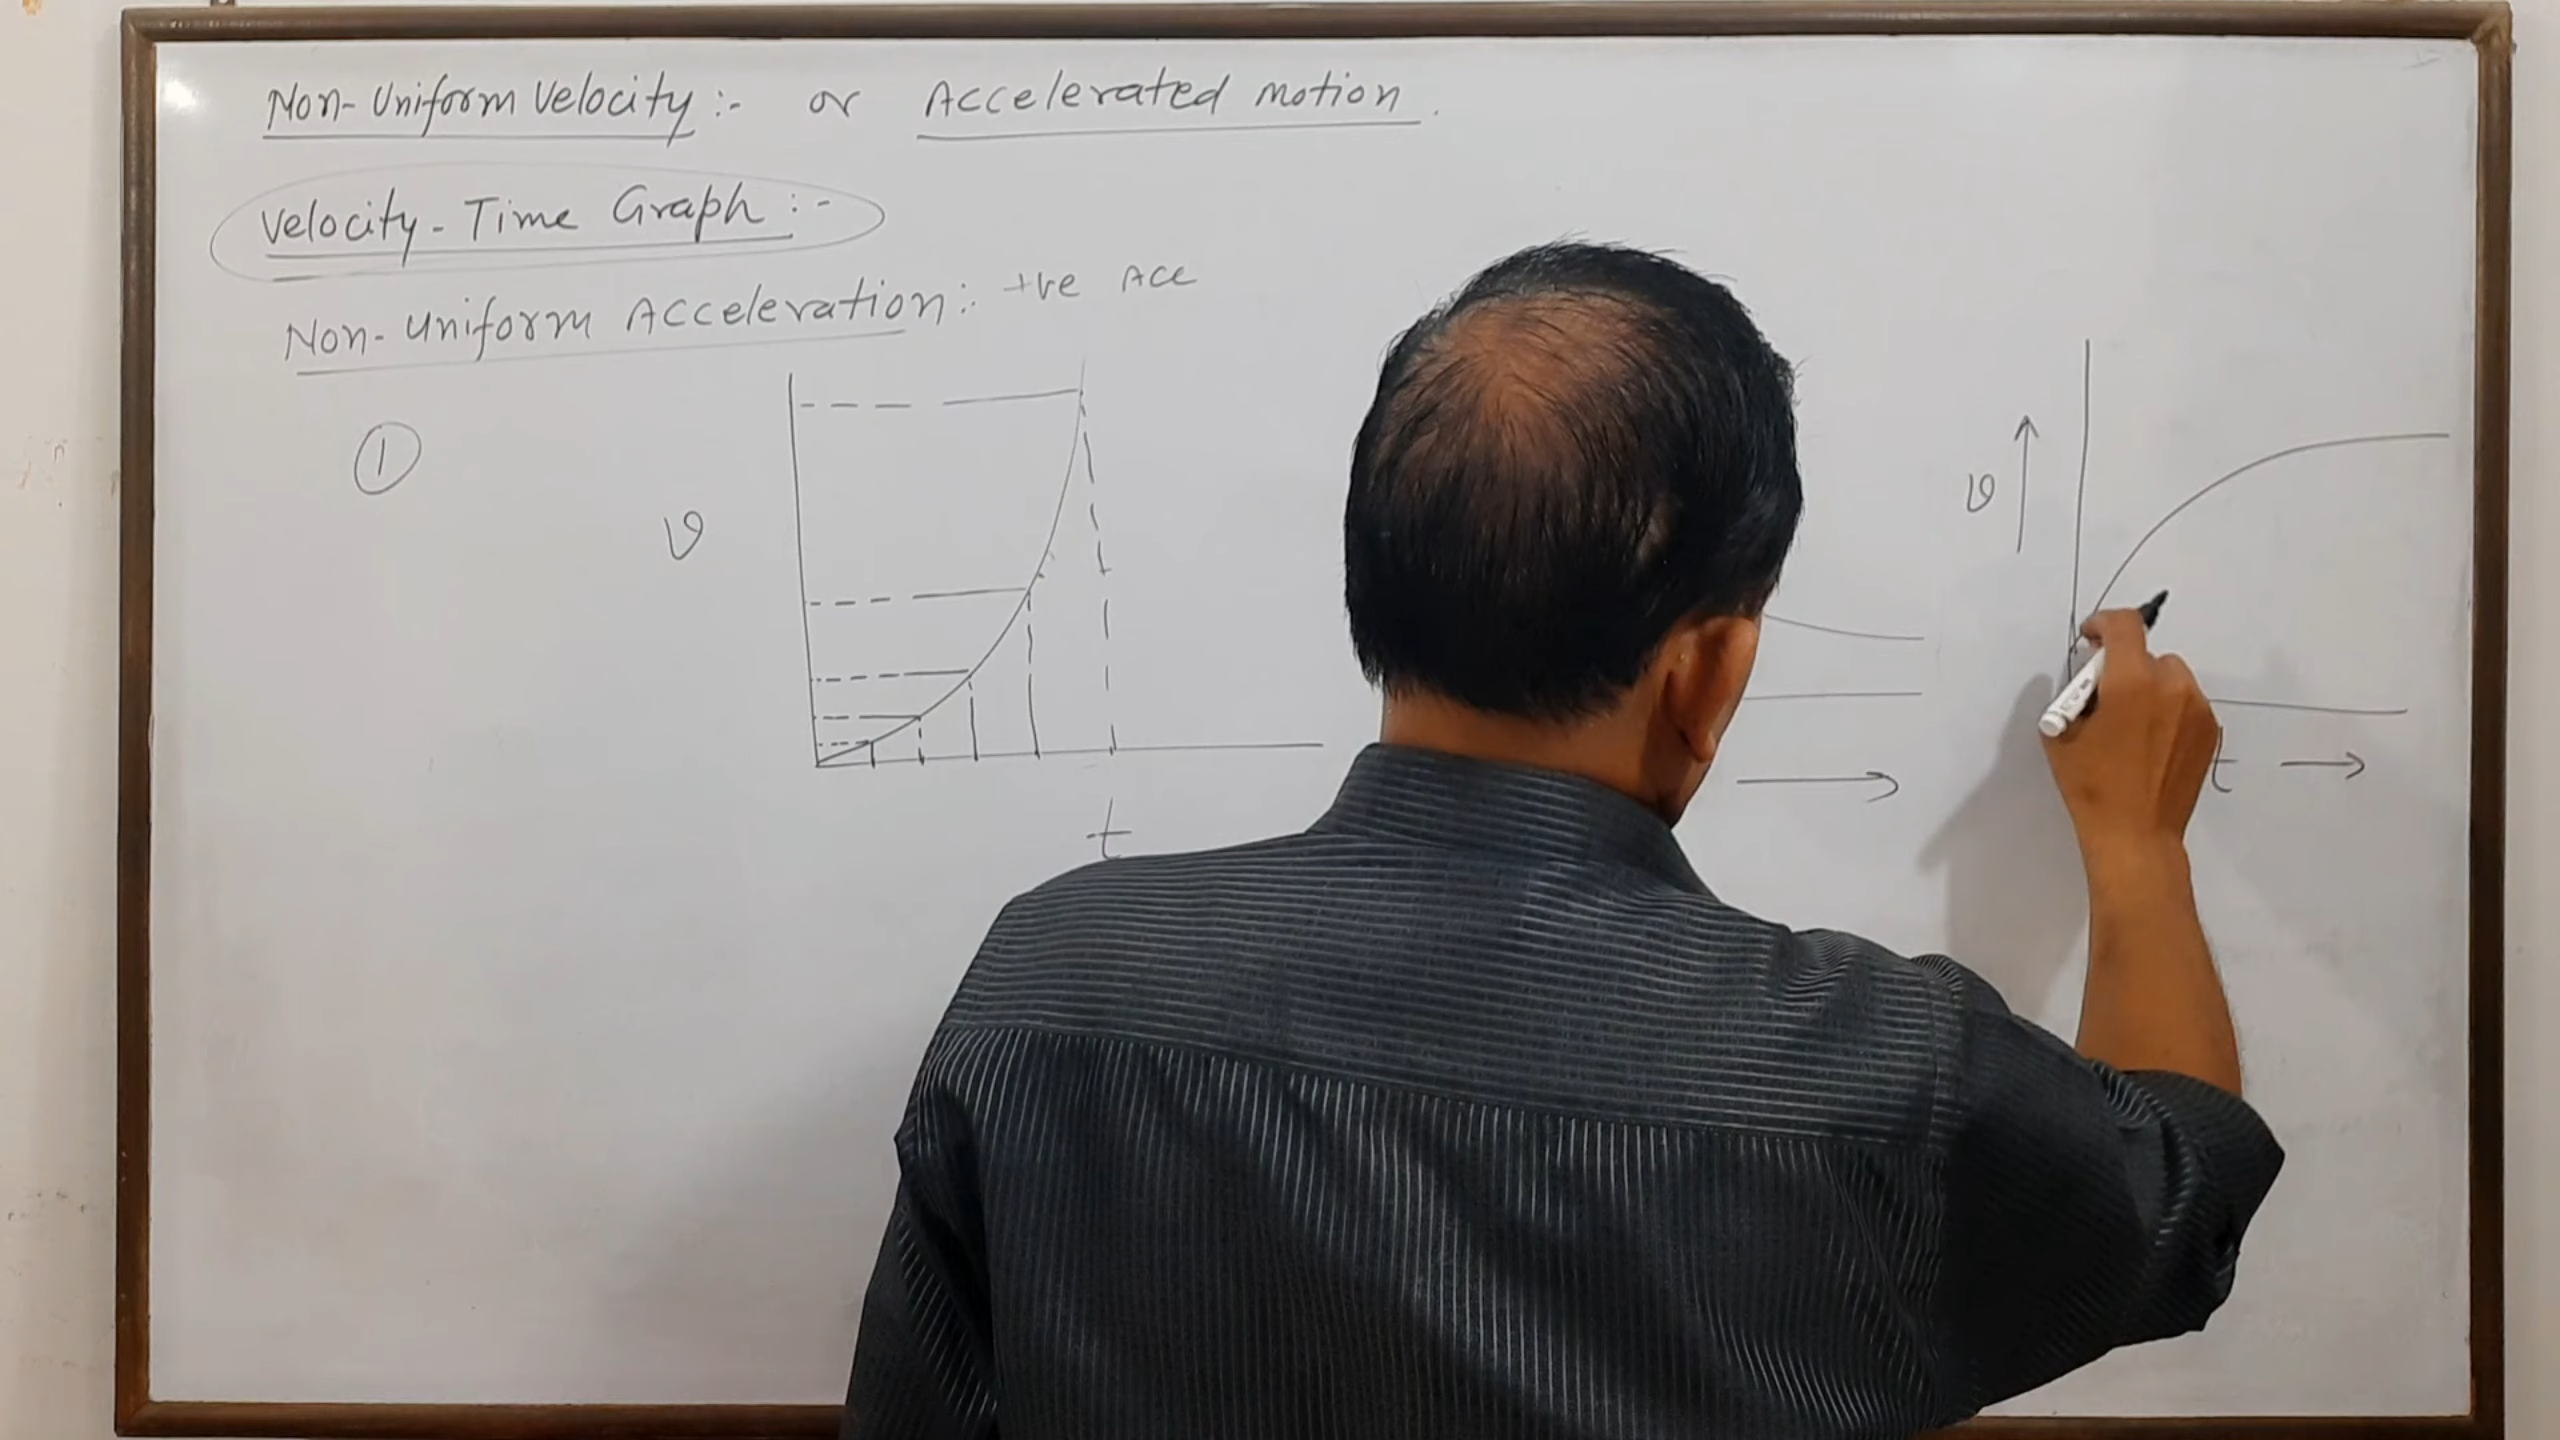 Non-Uniform Velocity :- or Accelerated motion.
Velocity - Time Graph :-
Non-Uniform Acceleration :- +ve Acc
1
v
t
v
t